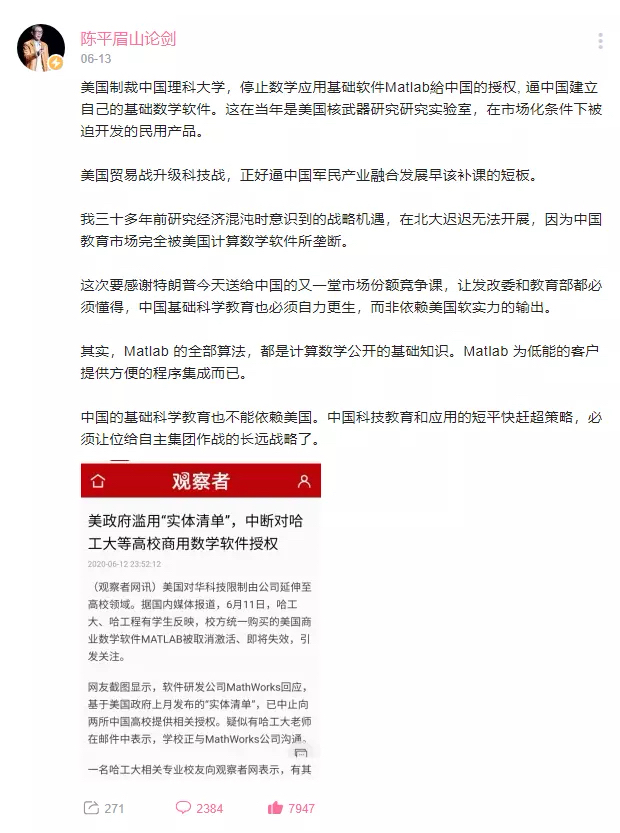 陈平眉山论剑
06-13
美国制裁中国理科大学，停止数学应用基础软件Matlab給中国的授权, 逼中国建立
自己的基础数学软件。这在当年是美国核武器研究研究实验室，在市场化条件下被
迫开发的民用产品。
美国贸易战升级科技战，正好逼中国军民产业融合发展早该补课的短板。
我三十多年前研究经济混沌时意识到的战略机遇，在北大迟迟无法开展，因为中国
教育市场完全被美国计算数学软件所垄断。
这次要感谢特朗普今天送给中国的又一堂市场份额竞争课，让发改委和教育部都必
须懂得，中国基础科学教育也必须自力更生，而非依赖美国软实力的输出。
其实，Matlab 的全部算法，都是计算数学公开的基础知识。Matlab 为低能的客户
提供方便的程序集成而已。
中国的基础科学教育也不能依赖美国。中国科技教育和应用的短平快赶超策略，必
须让位给自主集团作战的长远战略了。
观察者
美政府滥用“实体清单”，中断对哈
工大等高校商用数学软件授权
2020-06-12 23:52:12
（观察者网讯）美国对华科技限制由公司延伸至
高校领域。据国内媒体报道，6月11日，哈工
大、哈工程有学生反映，校方统一购买的美国商
业数学软件MATLAB被取消激活、即将失效，引
发关注。
网友截图显示，软件研发公司MathWorks回应，
基于美国政府上月发布的“实体清单”，已中止向
两所中国高校提供相关授权。疑似有哈工大老师
在邮件中表示，学校正与MathWorks公司沟通。
一名哈工大相关专业校友向观察者网表示，有其
271
2384
7947